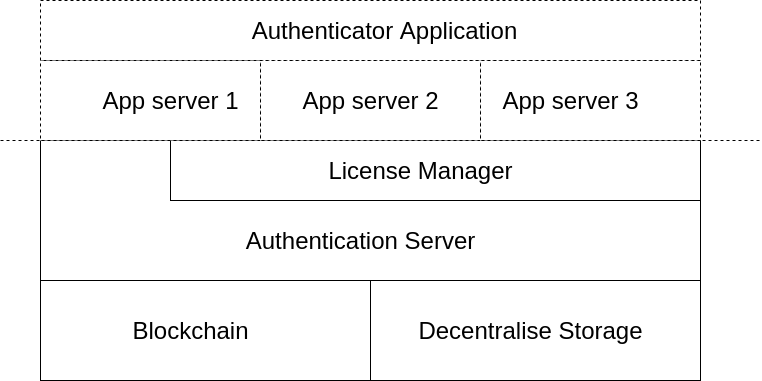 Authenticator Application
App server 1
App server 2
App server 3
License Manager
Authentication Server
Blockchain
Decentralise Storage